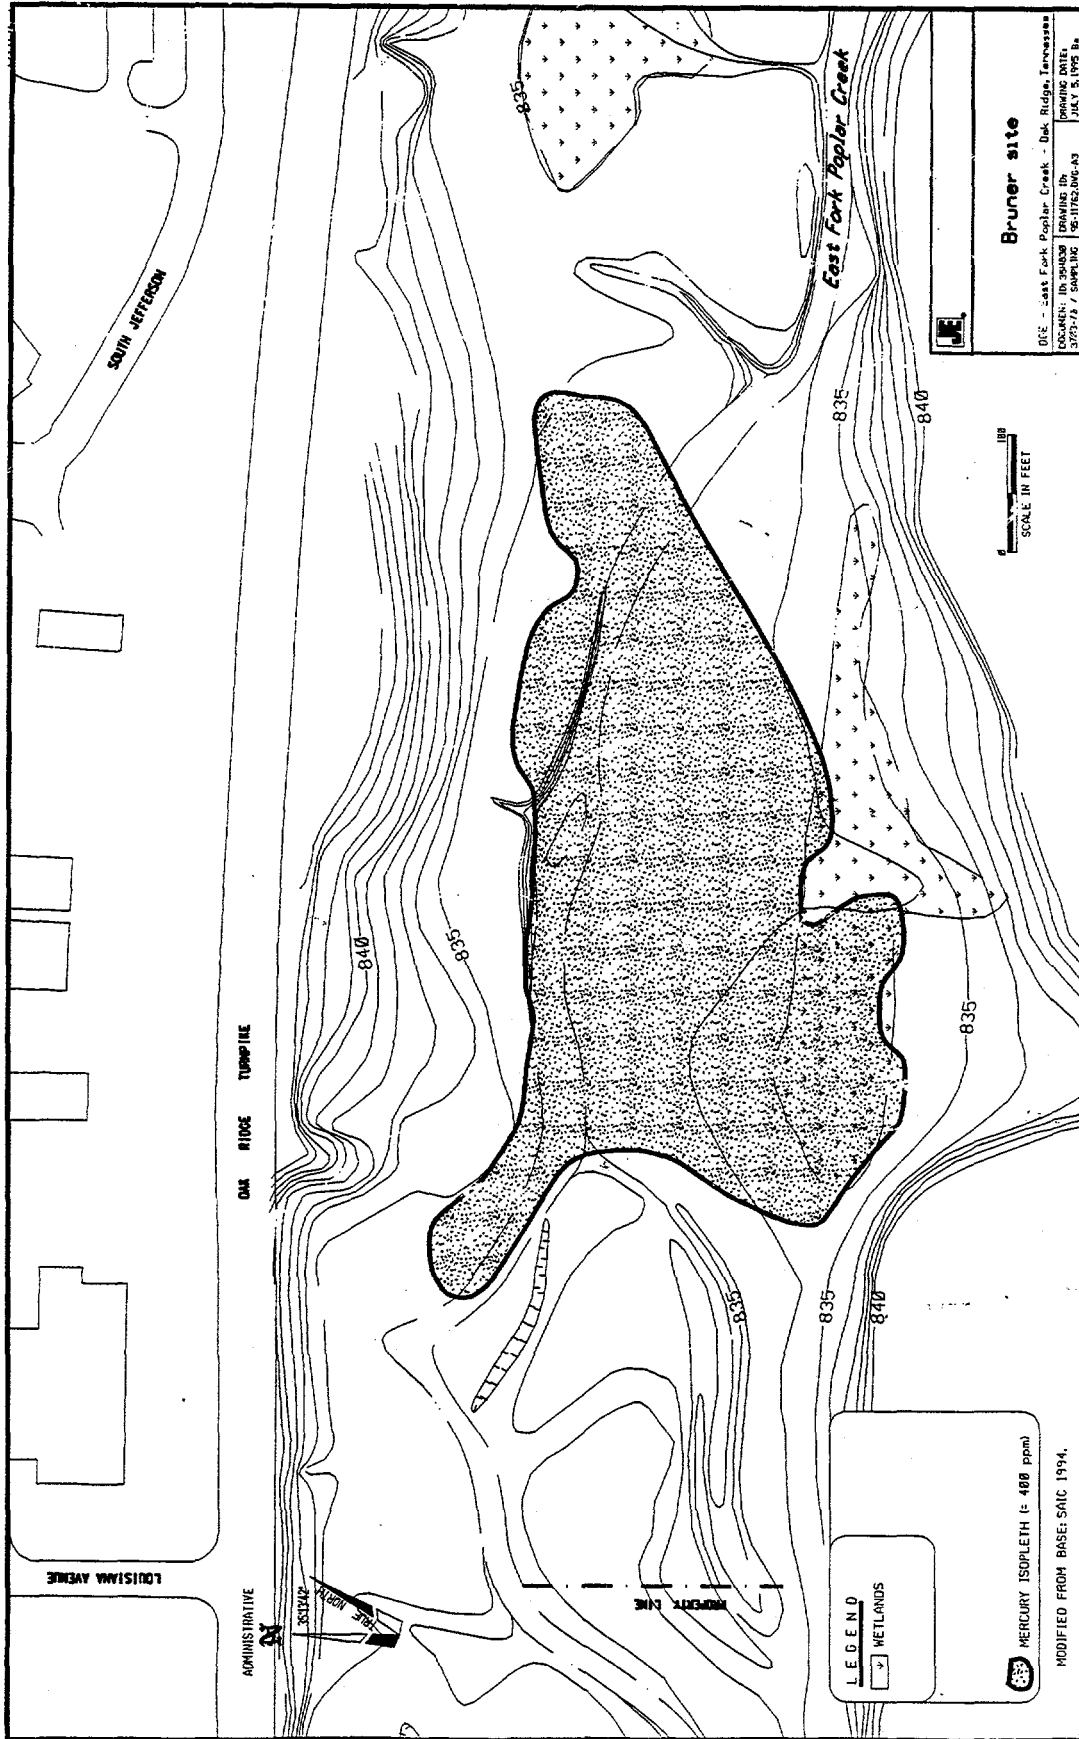 LOUISIANA AVENUE
SOUTH JEFFERSON
OAK RIDGE TURNPIKE
ADMINISTRATIVE
N
TRUE NORTH
PROPERTY LINE
840
835
835
835
835
840
835
835
840
East Fork Poplar Creek
LEGEND
WETLANDS
MERCURY ISOPLETH (= 400 ppm)
MODIFIED FROM BASE: SAIC 1994.
0 100
SCALE IN FEET
JE
Bruner site
DOE - East Fork Poplar Creek - Oak Ridge, Tennessee
DRAWING ID:
DRAWING DATE:
/ SAMPLING
JULY 5, 1995